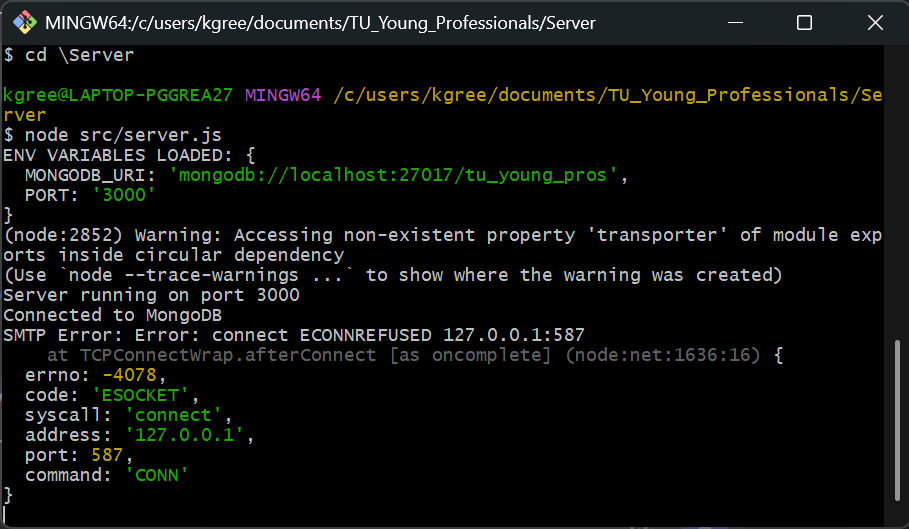 MINGW64:/c/users/kgree/documents/TU_Young_Professionals/Server
$ cd \Server
kgree@LAPTOP-PGGREA27 MINGW64 /c/users/kgree/documents/TU_Young_Professionals/Se
rver
$ node src/server.js
ENV VARIABLES LOADED: {
  MONGODB_URI: 'mongodb://localhost:27017/tu_young_pros',
  PORT: '3000'
}
(node:2852) Warning: Accessing non-existent property 'transporter' of module exp
orts inside circular dependency
(Use `node --trace-warnings ...` to show where the warning was created)
Server running on port 3000
Connected to MongoDB
SMTP Error: Error: connect ECONNREFUSED 127.0.0.1:587
    at TCPConnectWrap.afterConnect [as oncomplete] (node:net:1636:16) {
  errno: -4078,
  code: 'ESOCKET',
  syscall: 'connect',
  address: '127.0.0.1',
  port: 587,
  command: 'CONN'
}